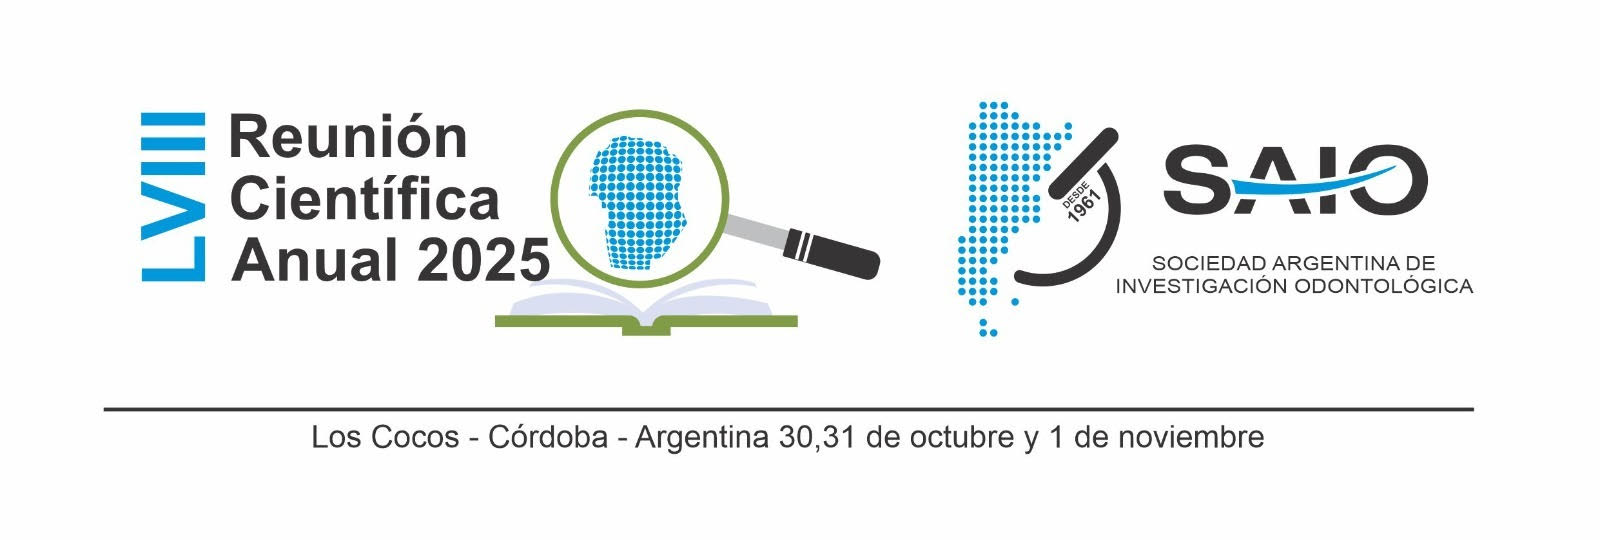 LVIII
Reunión
Científica
Anual 2025
DESDE
1961
SAIO
SOCIEDAD ARGENTINA DE
INVESTIGACIÓN ODONTOLÓGICA
Los Cocos - Córdoba - Argentina 30,31 de octubre y 1 de noviembre